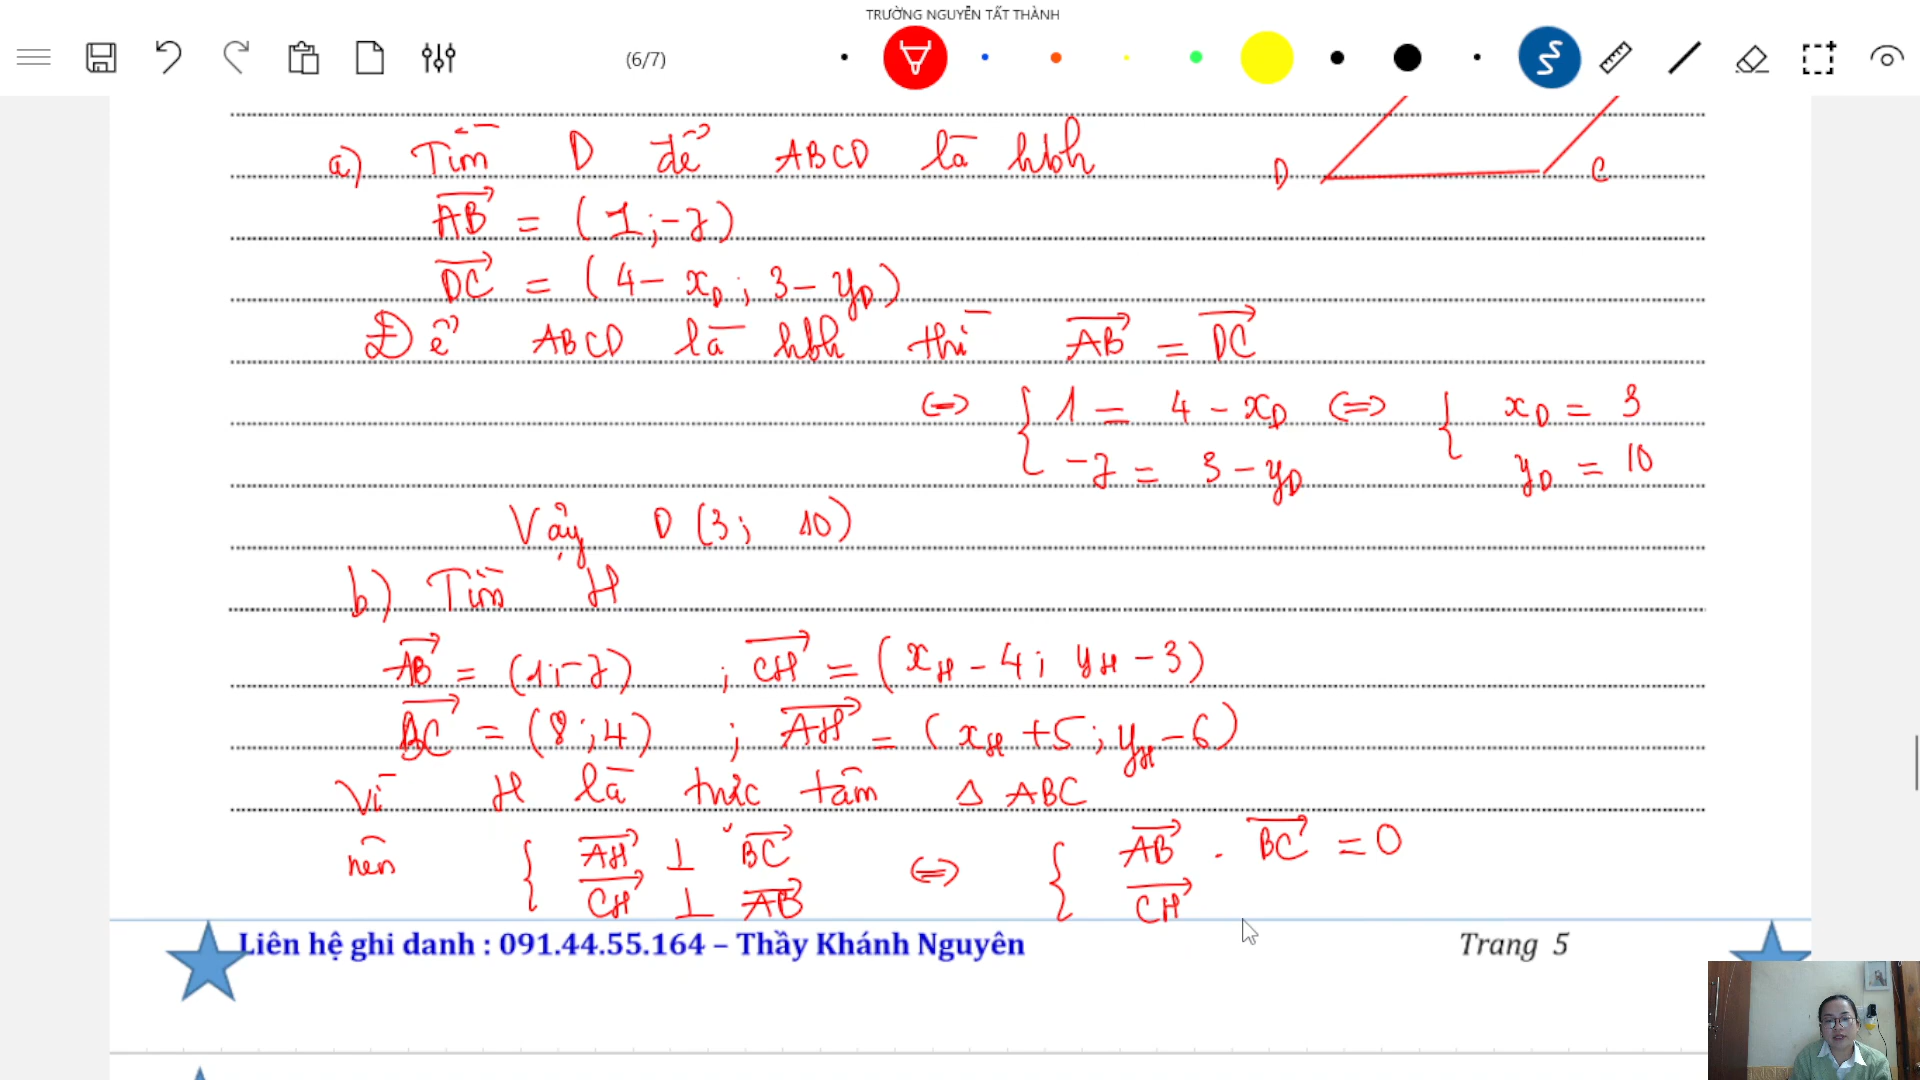 TRƯỜNG NGUYỄN TẤT THÀNH
(6/7)
a) Tìm D để ABCD là hbh
D C
AB = (1; -7)
DC = (4 - xD; 3 - yD)
Để ABCD là hbh thì AB = DC
⇔ { 1 = 4 - xD ⇔ { xD = 3
-7 = 3 - yD yD = 10
Vậy D (3; 10)
b) Tìm H
AB = (1; -7) ; CH = (xH - 4; yH - 3)
BC = (8; 4) ; AH = (xH + 5; yH - 6)
Vì H là trực tâm Δ ABC
nên { AH ⊥ BC ⇔ { AB . BC = 0
CH ⊥ AB CH
Liên hệ ghi danh : 091.44.55.164 – Thầy Khánh Nguyên
Trang 5